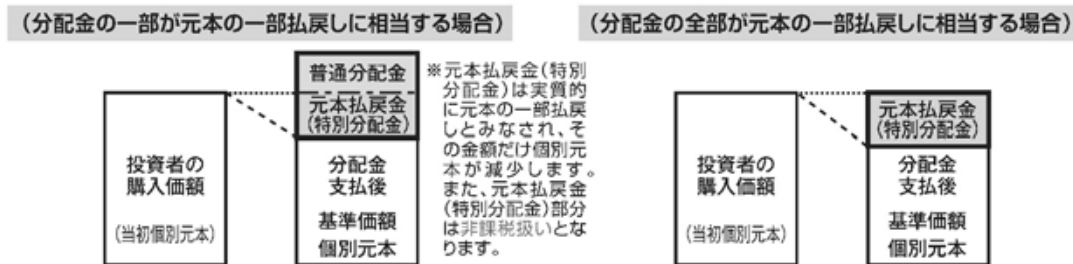 (分配金の一部が元本の一部払戻しに相当する場合)
普通分配金
元本払戻金
(特別分配金)
投資者の
購入価額
(当初個別元本)
分配金
支払後
基準価額
個別元本
※元本払戻金(特別
分配金)は実質的
に元本の一部払戻
しとみなされ、そ
の金額だけ個別元
本が減少します。
また、元本払戻金
(特別分配金)部分
は非課税扱いとな
ります。
(分配金の全部が元本の一部払戻しに相当する場合)
元本払戻金
(特別分配金)
投資者の
購入価額
(当初個別元本)
分配金
支払後
基準価額
個別元本